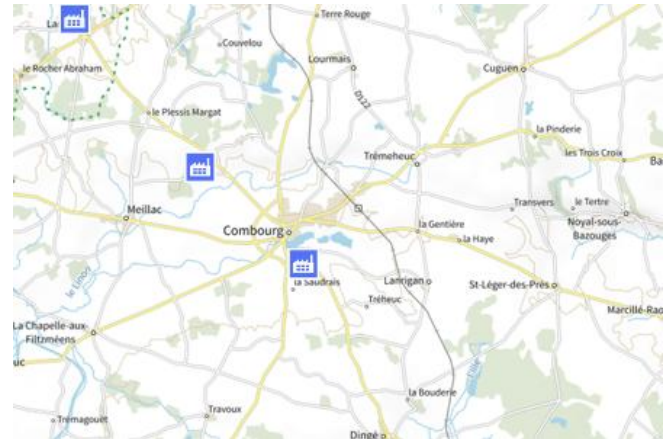 La
Terre Rouge
Couvelou
Lourmais
le Rocher Abraham
Cuguen
D122
le Plessis Margat
la Pinderie
Trémeheuc
les Trois Croix
Ba
Meillac
Transvers
le Tertre
Combourg
la Gentière
Noyal-sous-
Bazouges
la Haye
le Linon
la Saudrais
Lanrigan
St-Léger-des-Prés
Tréheuc
Marcillé-Rao
La Chapelle-aux-
Filtzméens
uc
la Bouderie
Trémagouët
Travoux
Dingé